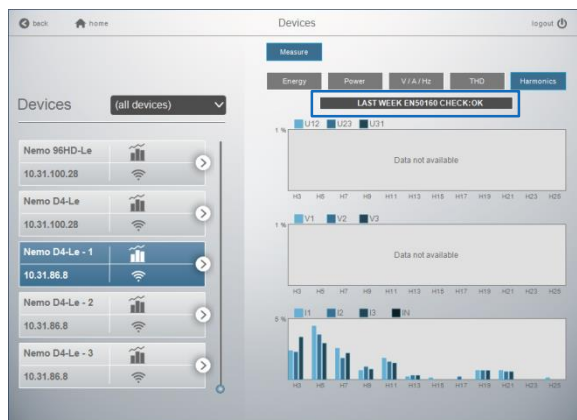 back home Devices logout
Measure
Energy Power V / A / Hz THD Harmonics
LAST WEEK EN50160 CHECK:OK
Devices (all devices)
Nemo 96HD-Le
10.31.100.28
Nemo D4-Le
10.31.100.28
Nemo D4-Le - 1
10.31.86.8
Nemo D4-Le - 2
10.31.86.8
Nemo D4-Le - 3
10.31.86.8
U12 U23 U31
1 %
Data not available
H3 H5 H7 H9 H11 H13 H15 H17 H19 H21 H23 H25
V1 V2 V3
1 %
Data not available
H3 H5 H7 H9 H11 H13 H15 H17 H19 H21 H23 H25
I1 I2 I3 IN
5 %
H3 H5 H7 H9 H11 H13 H15 H17 H19 H21 H23 H25